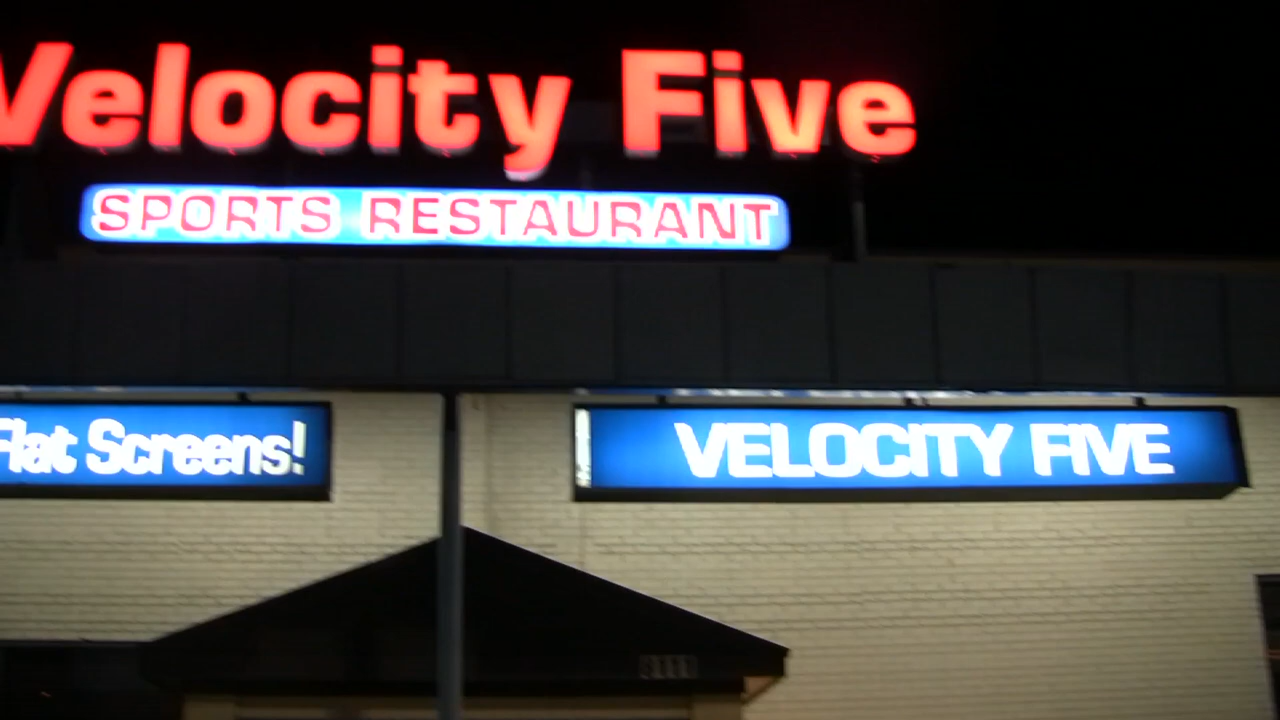 Velocity Five
SPORTS RESTAURANT
Flat Screens!
VELOCITY FIVE